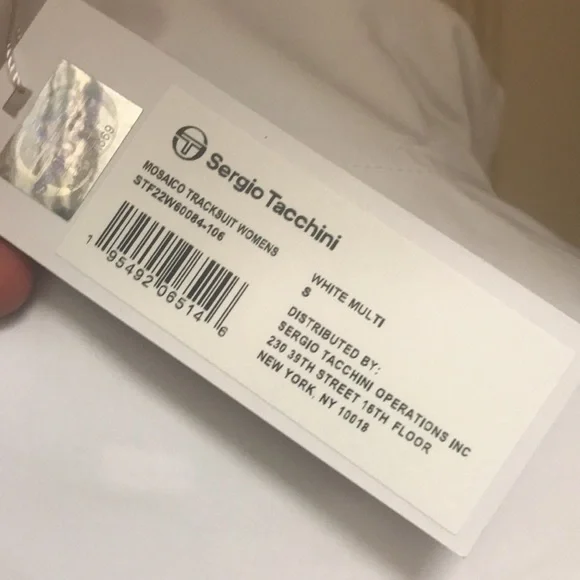 Sergio Tacchini
MOSAICO TRACKSUIT WOMENS
STF22W60084-106
1 95492 06514 6
WHITE MULTI
S
DISTRIBUTED BY:
SERGIO TACCHINI OPERATIONS INC
230 39TH STREET 16TH FLOOR
NEW YORK, NY 10018